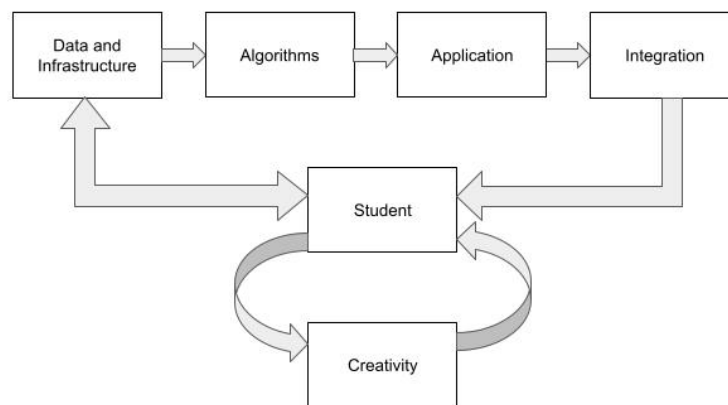 Data and
Infrastructure
Algorithms
Application
Integration
Student
Creativity